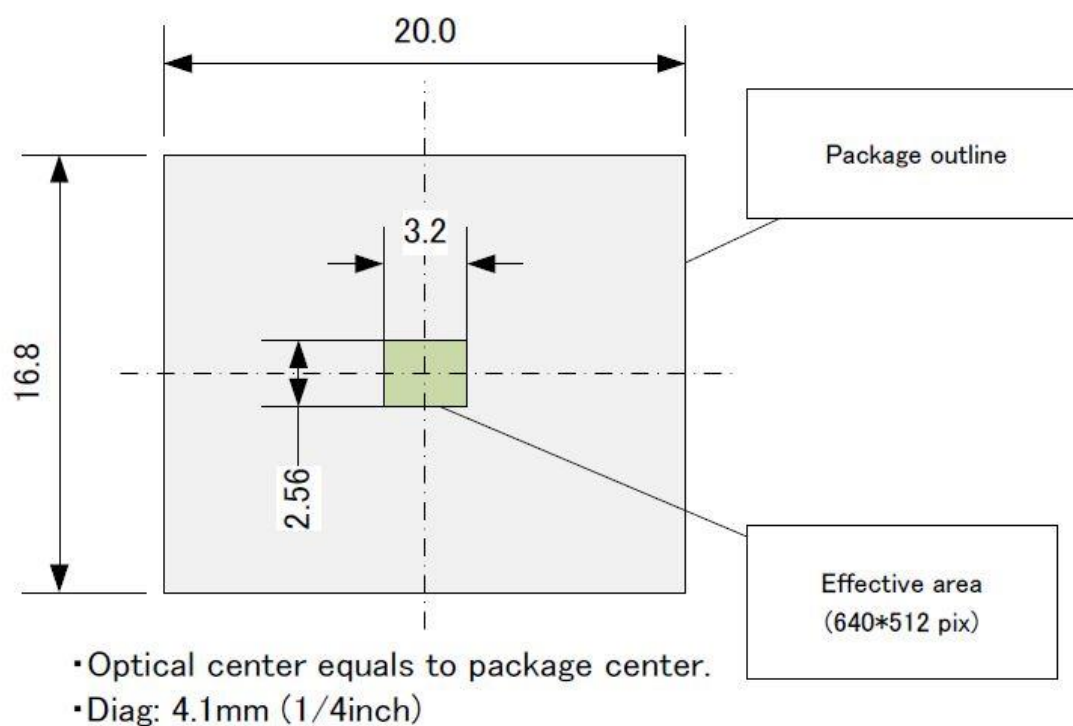 20.0
Package outline
3.2
16.8
2.56
Effective area
(640*512 pix)
・Optical center equals to package center.
・Diag: 4.1mm (1/4inch)